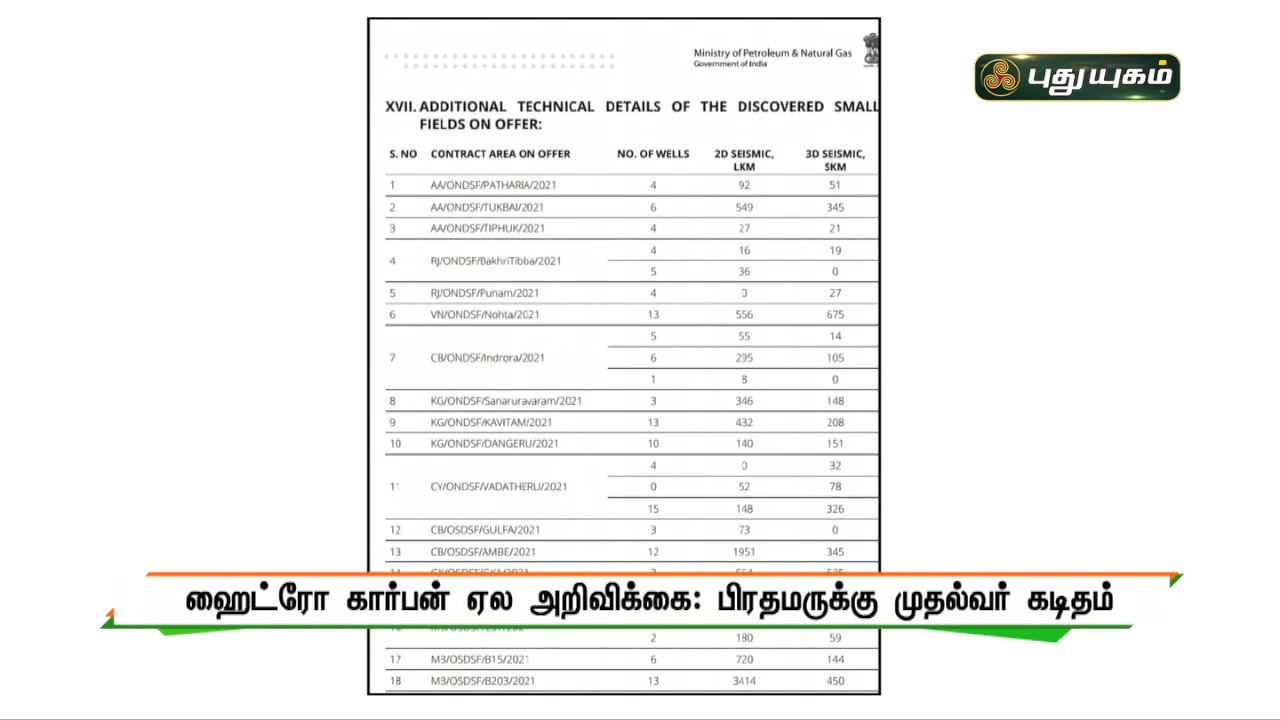 Ministry of Petroleum & Natural Gas
Government of India
புதுயுகம்
XVII. ADDITIONAL TECHNICAL DETAILS OF THE DISCOVERED SMALL
FIELDS ON OFFER:
S. NO CONTRACT AREA ON OFFER NO. OF WELLS 2D SEISMIC, LKM 3D SEISMIC, SKM
1 AA/ONDSF/PATHARIA/2021 4 92 51
2 AA/ONDSF/TUKBAI/2021 6 549 345
3 AA/ONDSF/TIPHUK/2021 4 27 21
4 16 19
4 RJ/ONDSF/BakhriTibba/2021
5 36 0
5 RJ/ONDSF/Punam/2021 4 0 27
6 VN/ONDSF/Nohta/2021 13 556 675
5 55 14
7 CB/ONDSF/Indrora/2021 6 295 105
1 8 0
8 KG/ONDSF/Sanaruravaram/2021 3 346 148
9 KG/ONDSF/KAVITAM/2021 13 432 208
10 KG/ONDSF/DANGERU/2021 10 140 151
4 0 32
11 CY/ONDSF/VADATHERU/2021 0 52 78
15 148 326
12 CB/OSDSF/GULFA/2021 3 73 0
13 CB/OSDSF/AMBE/2021 12 1951 345
ஹைட்ரோ கார்பன் ஏல அறிவிக்கை: பிரதமருக்கு முதல்வர் கடிதம்
2 180 59
17 MB/OSDSF/B15/2021 6 720 144
18 MB/OSDSF/B203/2021 13 3414 450